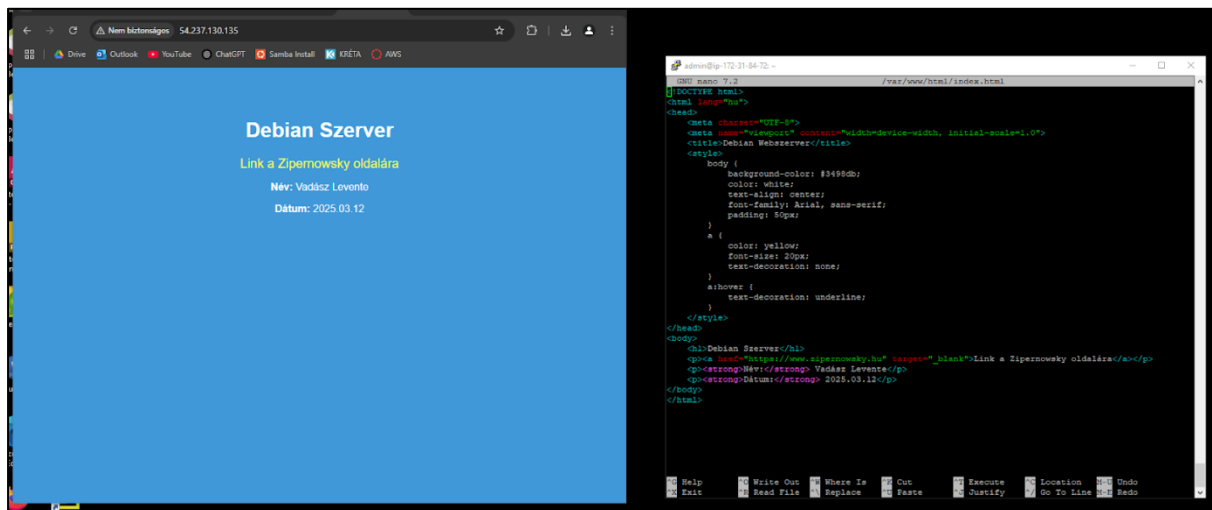 Nem biztonságos 54.237.130.135
Drive Outlook YouTube ChatGPT Samba Install KRÉTA AWS
Debian Szerver
Link a Zipernowsky oldalára
Név: Vadász Levente
Dátum: 2025.03.12
admin@ip-172-31-84-72: ~
GNU nano 7.2 /var/www/html/index.html
<!DOCTYPE html>
<html lang="hu">
<head>
<meta charset="UTF-8">
<meta name="viewport" content="width=device-width, initial-scale=1.0">
<title>Debian Webszerver</title>
<style>
body {
background-color: #3498db;
color: white;
text-align: center;
font-family: Arial, sans-serif;
padding: 50px;
}
a {
color: yellow;
font-size: 20px;
text-decoration: none;
}
a:hover {
text-decoration: underline;
}
</style>
</head>
<body>
<h1>Debian Szerver</h1>
<p><a href="https://www.zipernowsky.hu" target="_blank">Link a Zipernowsky oldalára</a></p>
<p><strong>Név:</strong> Vadász Levente</p>
<p><strong>Dátum:</strong> 2025.03.12</p>
</body>
</html>
^G Help ^O Write Out ^W Where Is ^K Cut ^T Execute ^C Location M-U Undo
^X Exit ^R Read File ^\ Replace ^U Paste ^J Justify ^/ Go To Line M-E Redo